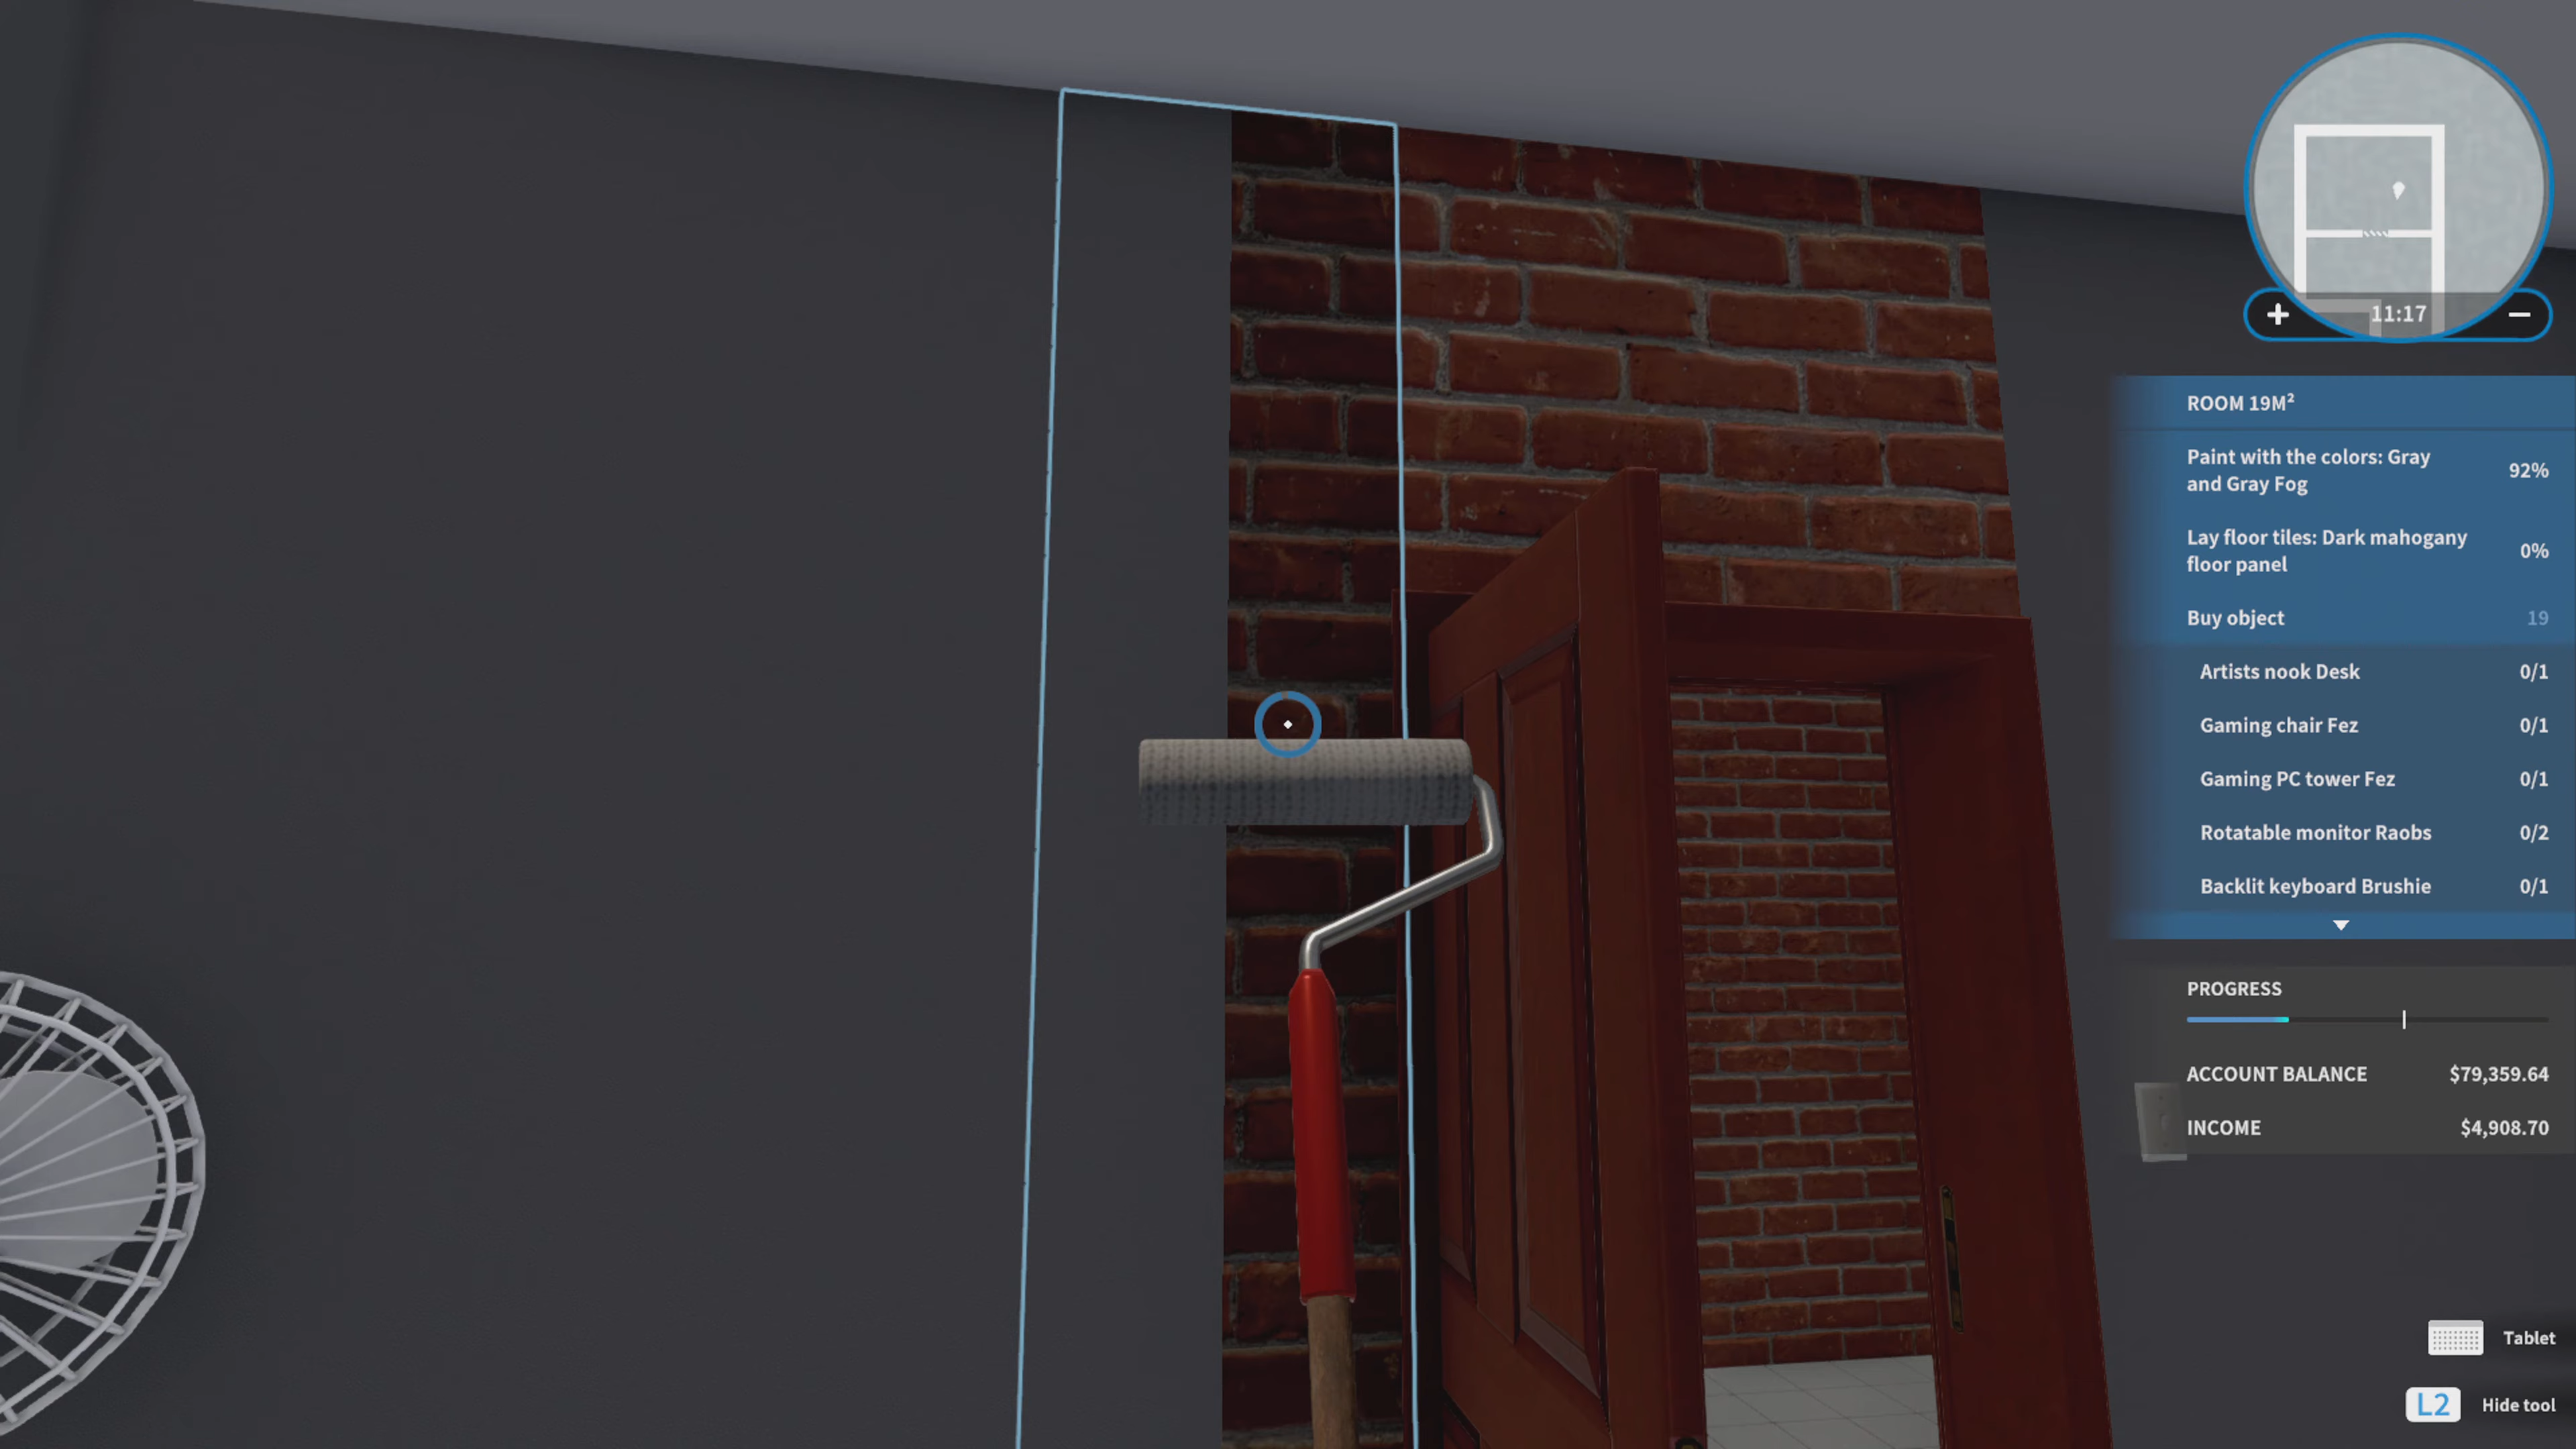 11:17
ROOM 19M²
Paint with the colors: Gray 92%
and Gray Fog
Lay floor tiles: Dark mahogany 0%
floor panel
Buy object 19
Artists nook Desk 0/1
Gaming chair Fez 0/1
Gaming PC tower Fez 0/1
Rotatable monitor Raobs 0/2
Backlit keyboard Brushie 0/1
PROGRESS
ACCOUNT BALANCE $79,359.64
INCOME $4,908.70
Tablet
L2 Hide tool